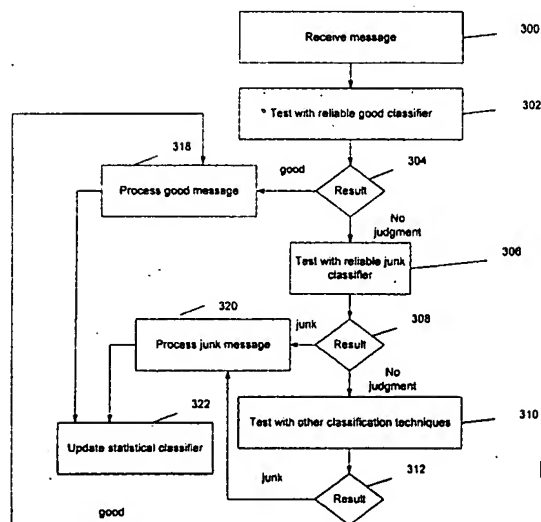 Receive message
300
Test with reliable good classifier
302
318
good
304
Process good message
Result
No
judgment
306
Test with reliable junk
classifier
320
junk
308
Process junk message
Result
No
judgment
322
310
Update statistical classifier
Test with other classification techniques
junk
312
Result
good